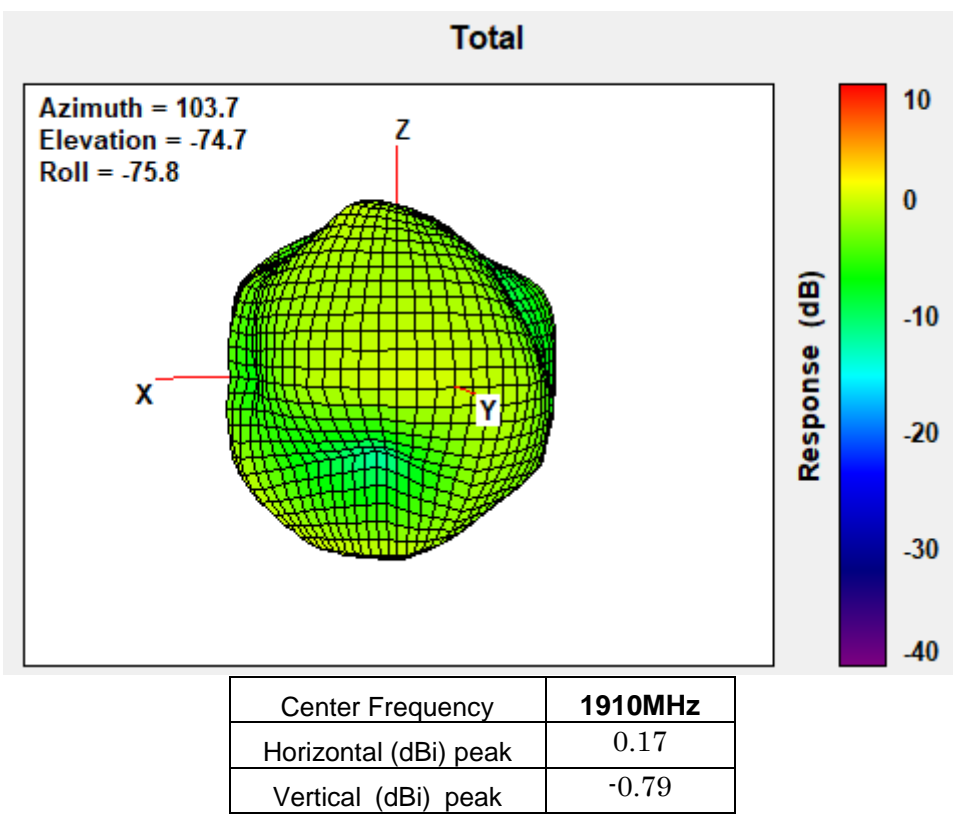 Total
Azimuth = 103.7
Elevation = -74.7
Roll = -75.8
Z
X
Y
10
0
-10
-20
-30
-40
Response (dB)
Center Frequency 1910MHz
Horizontal (dBi) peak 0.17
Vertical (dBi) peak -0.79